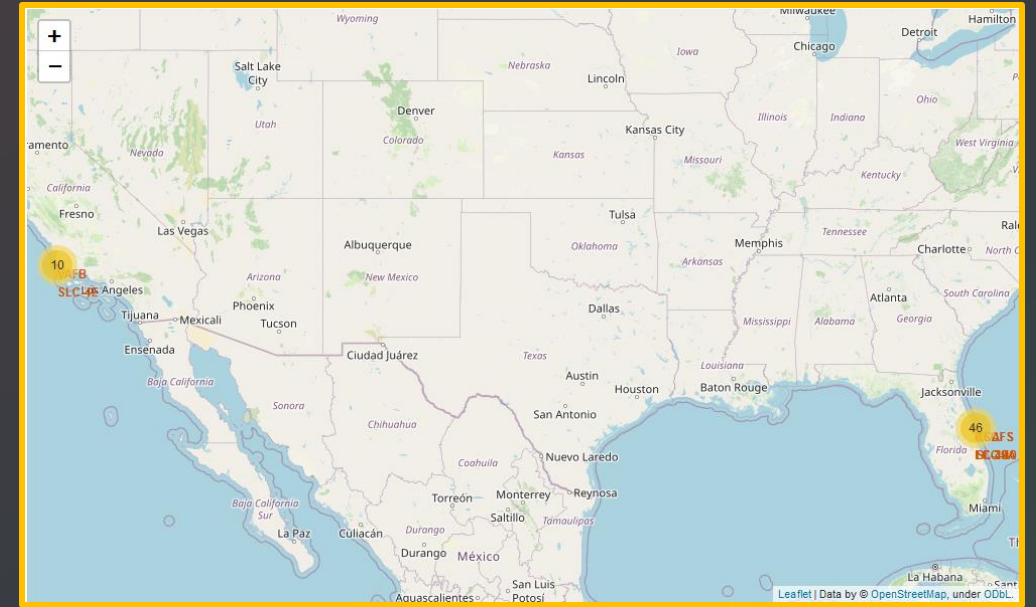 Wyoming
Milwaukee
Hamilton
+
Detroit
Chicago
Iowa
−
Salt Lake
City
Nebraska
Lincoln
Ohio
Denver
Illinois
Indiana
Utah
Kansas City
Colorado
West Virginia
Nevada
Kansas
Missouri
Kentucky
California
Fresno
Tulsa
Las Vegas
Tennessee
Albuquerque
Oklahoma
Memphis
Charlotte
10
Arkansas
Arizona
New Mexico
SLC-4E
Angeles
South Carolina
Phoenix
Atlanta
Dallas
Tijuana
Mexicali
Tucson
Mississippi
Alabama
Georgia
Ensenada
Ciudad Juárez
Texas
Louisiana
Austin
Baja California
Houston
Baton Rouge
Jacksonville
Sonora
San Antonio
Chihuahua
46
Florida
Nuevo Laredo
Coahuila
Reynosa
Torreón
Monterrey
Baja California
Sur
Saltillo
Tamaulipas
Miami
La Paz
Culiacán
Durango
Durango
México
La Habana
San Luis
Potosí
Aguascalientes
Leaflet | Data by © OpenStreetMap, under ODbL.